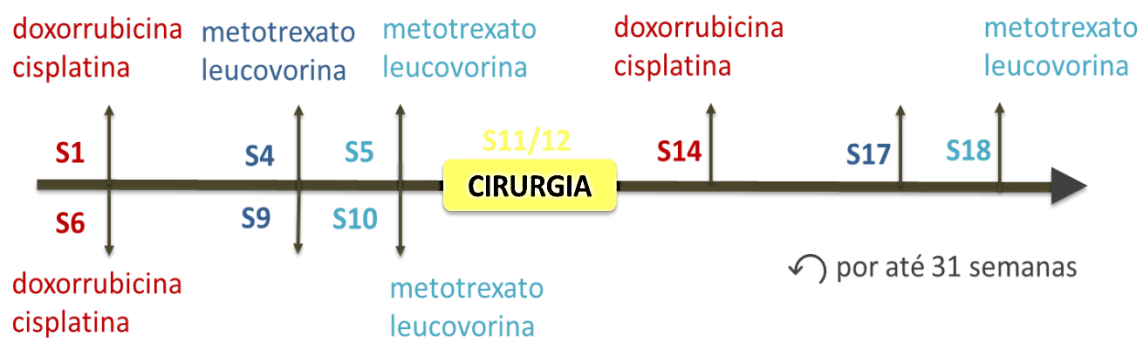 doxorrubicina
cisplatina
metotrexato
leucovorina
metotrexato
leucovorina
doxorrubicina
cisplatina
metotrexato
leucovorina
S1
S4
S5
S11/12
S14
S17
S18
CIRURGIA
S6
S9
S10
doxorrubicina
cisplatina
metotrexato
leucovorina
por até 31 semanas